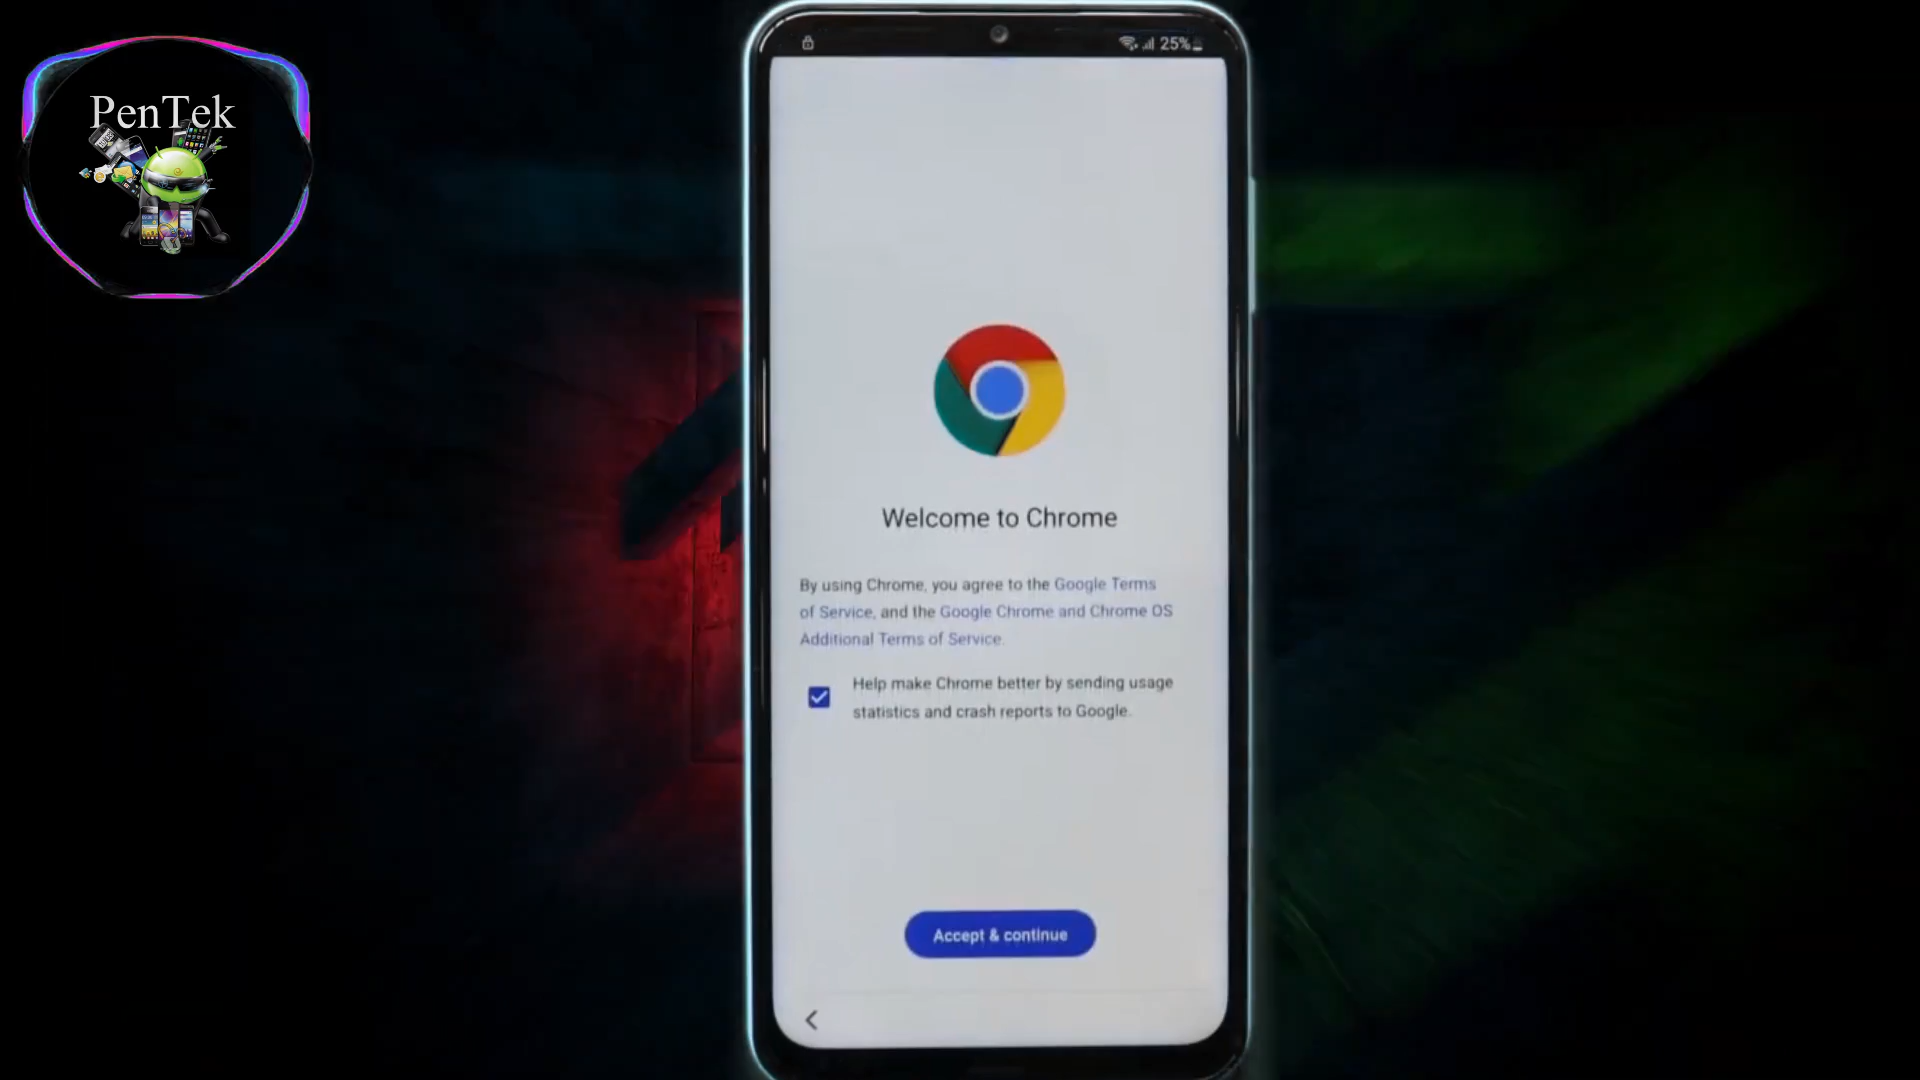 PenTek
25%
Welcome to Chrome
By using Chrome, you agree to the Google Terms
of Service, and the Google Chrome and Chrome OS
Additional Terms of Service.
Help make Chrome better by sending usage
statistics and crash reports to Google.
Accept & continue